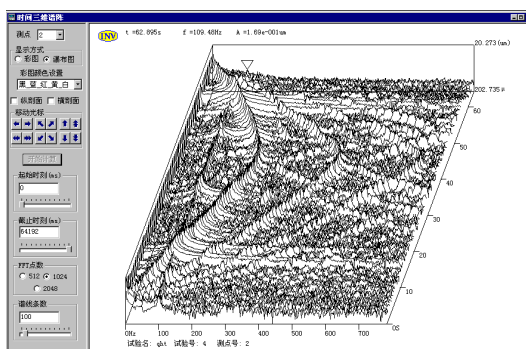 时间三维谱阵
测点 2
显示方式
彩图 瀑布图
彩图颜色设置
黑_蓝_红_黄_白
纵剖面 横剖面
移动光标
开始计算
起始时刻(ms)
0
截止时刻(ms)
64192
FFT点数
512 1024
2048
谱线条数
100
INV
t =62.895s f =109.48Hz A =1.69e-001um
20.273(um)
202.735
60
50
40
30
20
10
0S
0Hz 100 200 300 400 500 600 700
试验名: ght 试验号: 4 测点号: 2